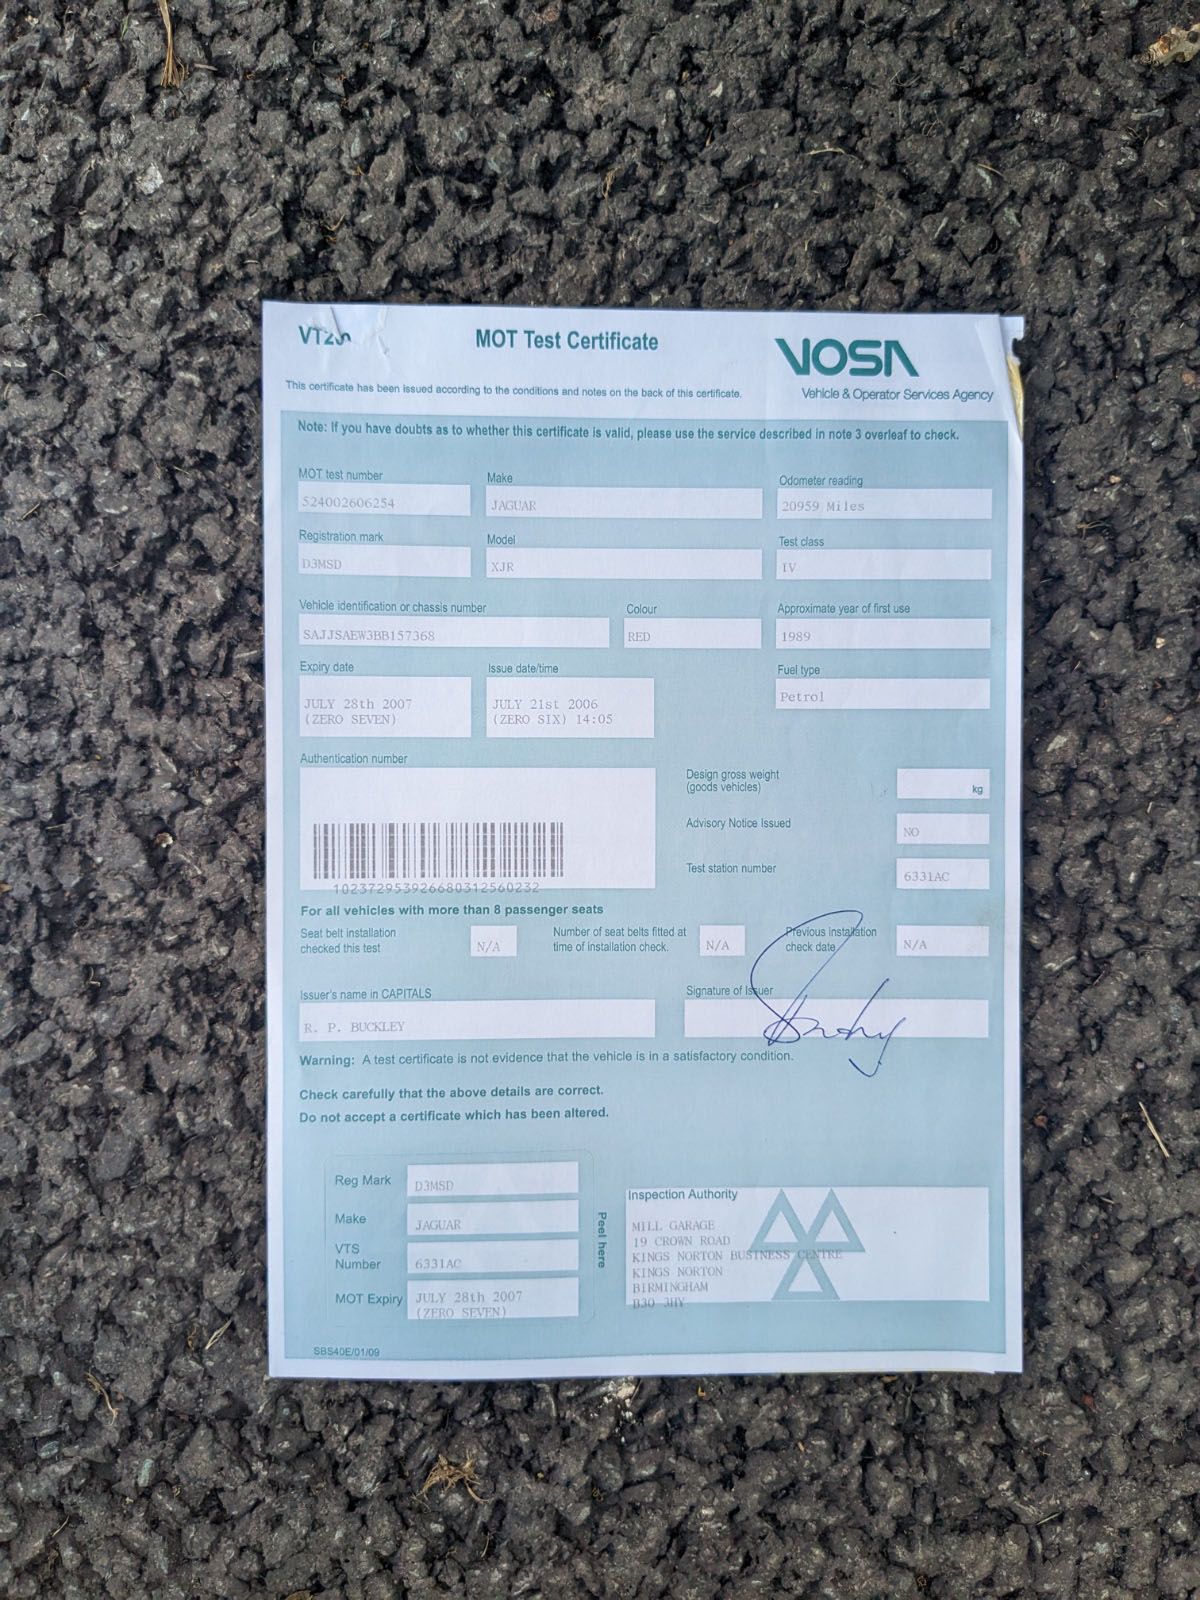 MOT Test Certificate
VOSA
Vehicle & Operator Services Agency
This certificate has been issued according to the conditions and notes on the back of this certificate.
Note: If you have doubts as to whether this certificate is valid, please use the service described in note 3 overleaf to check.
MOT test number
Make
Odometer reading
524002606254
JAGUAR
20959 Miles
Registration mark
Model
Test class
D3MSD
XJR
IV
Vehicle identification or chassis number
Colour
Approximate year of first use
SAJJSAEW3BB157368
RED
1989
Expiry date
Issue date/time
Fuel type
JULY 28th 2007
(ZERO SEVEN)
JULY 21st 2006
(ZERO SIX) 14:05
Petrol
Authentication number
102372953926680312560232
Design gross weight
(goods vehicles)
kg
Advisory Notice Issued
NO
Test station number
6331AC
For all vehicles with more than 8 passenger seats
Seat belt installation
checked this test
N/A
Number of seat belts fitted at
time of installation check.
N/A
Previous installation
check date
N/A
Issuer's name in CAPITALS
Signature of Issuer
R. P. BUCKLEY
Warning: A test certificate is not evidence that the vehicle is in a satisfactory condition.
Check carefully that the above details are correct.
Do not accept a certificate which has been altered.
Reg Mark
D3MSD
Make
JAGUAR
VTS
Number
6331AC
MOT Expiry
JULY 28th 2007
(ZERO SEVEN)
Peel here
Inspection Authority
MILL GARAGE
19 CROWN ROAD
KINGS NORTON BUSINESS CENTRE
KINGS NORTON
BIRMINGHAM
B30 3HY
SBS40E/01/09